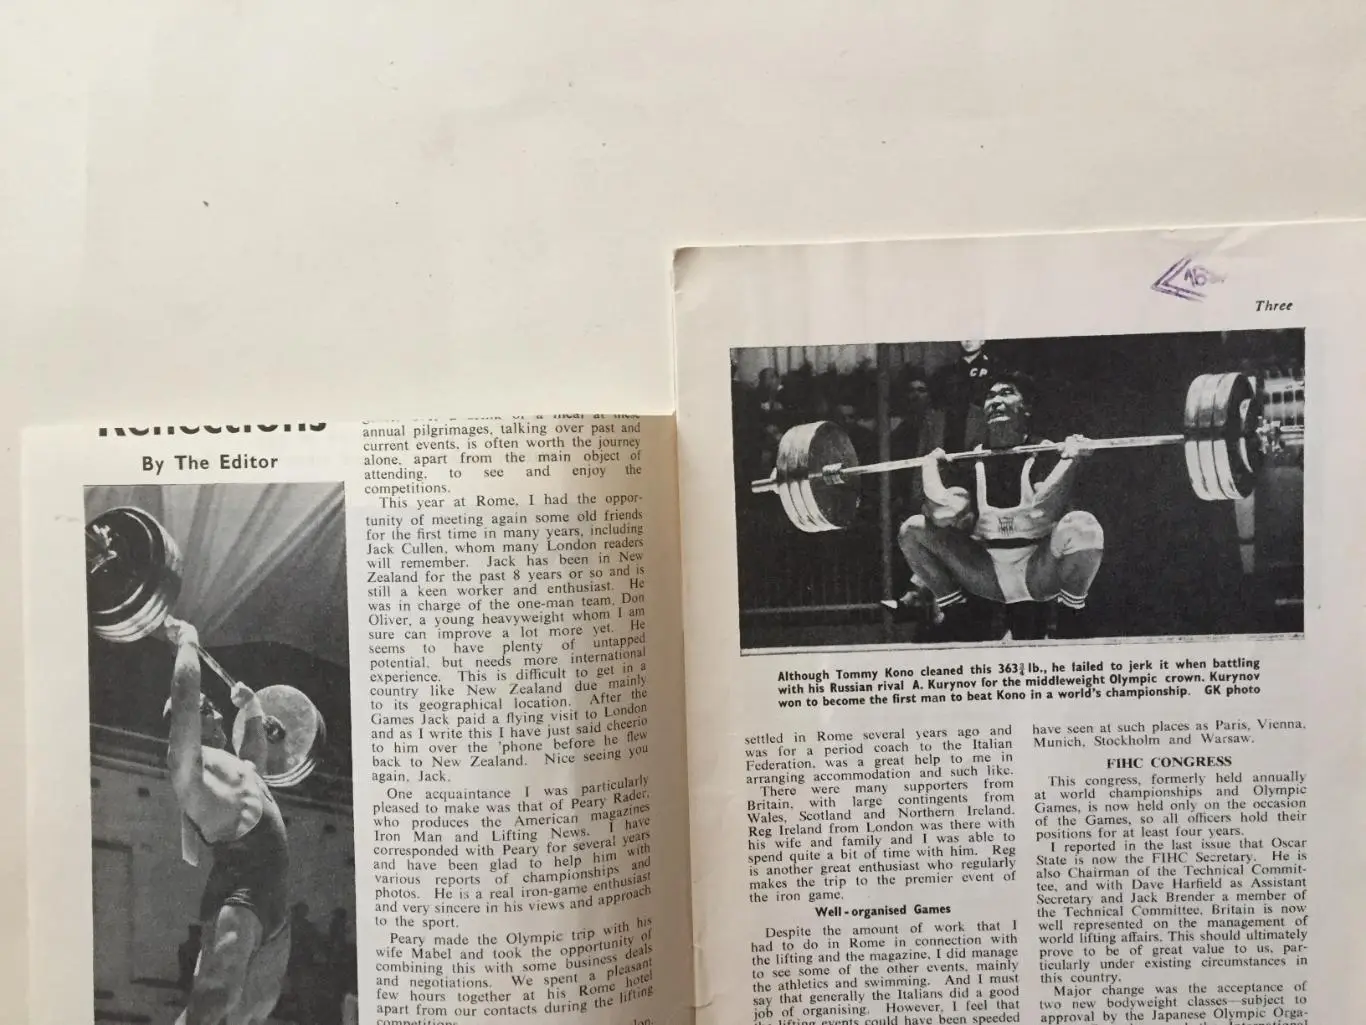 Reflections
By The Editor
annual pilgrimages, talking over past and
current events, is often worth the journey
alone, apart from the main object of
attending, to see and enjoy the
competitions.
This year at Rome, I had the oppor-
tunity of meeting again some old friends
for the first time in many years, including
Jack Cullen, whom many London readers
will remember. Jack has been in New
Zealand for the past 8 years or so and is
still a keen worker and enthusiast. He
was in charge of the one-man team, Don
Oliver, a young heavyweight whom I am
sure can improve a lot more yet. He
seems to have plenty of untapped
potential, but needs more international
experience. This is difficult to get in a
country like New Zealand due mainly
to its geographical location. After the
Games Jack paid a flying visit to London
and as I write this I have just said cheerio
to him over the 'phone before he flew
back to New Zealand. Nice seeing you
again, Jack.
One acquaintance I was particularly
pleased to make was that of Peary Rader,
who produces the American magazines
Iron Man and Lifting News. I have
corresponded with Peary for several years
and have been glad to help him with
various reports of championships and
photos. He is a real iron-game enthusiast
and very sincere in his views and approach
to the sport.
Peary made the Olympic trip with his
wife Mabel and took the opportunity of
combining this with some business deals
and negotiations. We spent a pleasant
few hours together at his Rome hotel
apart from our contacts during the lifting
competitions.
Three
Although Tommy Kono cleaned this 363¾ lb., he failed to jerk it when battling
with his Russian rival A. Kurynov for the middleweight Olympic crown. Kurynov
won to become the first man to beat Kono in a world's championship. GK photo
settled in Rome several years ago and
was for a period coach to the Italian
Federation, was a great help to me in
arranging accommodation and such like.
There were many supporters from
Britain, with large contingents from
Wales, Scotland and Northern Ireland.
Reg Ireland from London was there with
his wife and family and I was able to
spend quite a bit of time with him. Reg
is another great enthusiast who regularly
makes the trip to the premier event of
the iron game.
Well-organised Games
Despite the amount of work that I
had to do in Rome in connection with
the lifting and the magazine, I did manage
to see some of the other events, mainly
the athletics and swimming. And I must
say that generally the Italians did a good
job of organising. However, I feel that
the lifting events could have been speeded
have seen at such places as Paris, Vienna,
Munich, Stockholm and Warsaw.
FIHC CONGRESS
This congress, formerly held annually
at world championships and Olympic
Games, is now held only on the occasion
of the Games, so all officers hold their
positions for at least four years.
I reported in the last issue that Oscar
State is now the FIHC Secretary. He is
also Chairman of the Technical Commit-
tee, and with Dave Harfield as Assistant
Secretary and Jack Brender a member of
the Technical Committee, Britain is now
well represented on the management of
world lifting affairs. This should ultimately
prove to be of great value to us, par-
ticularly under existing circumstances in
this country.
Major change was the acceptance of
two new bodyweight classes—subject to
approval by the Japanese Olympic Orga-